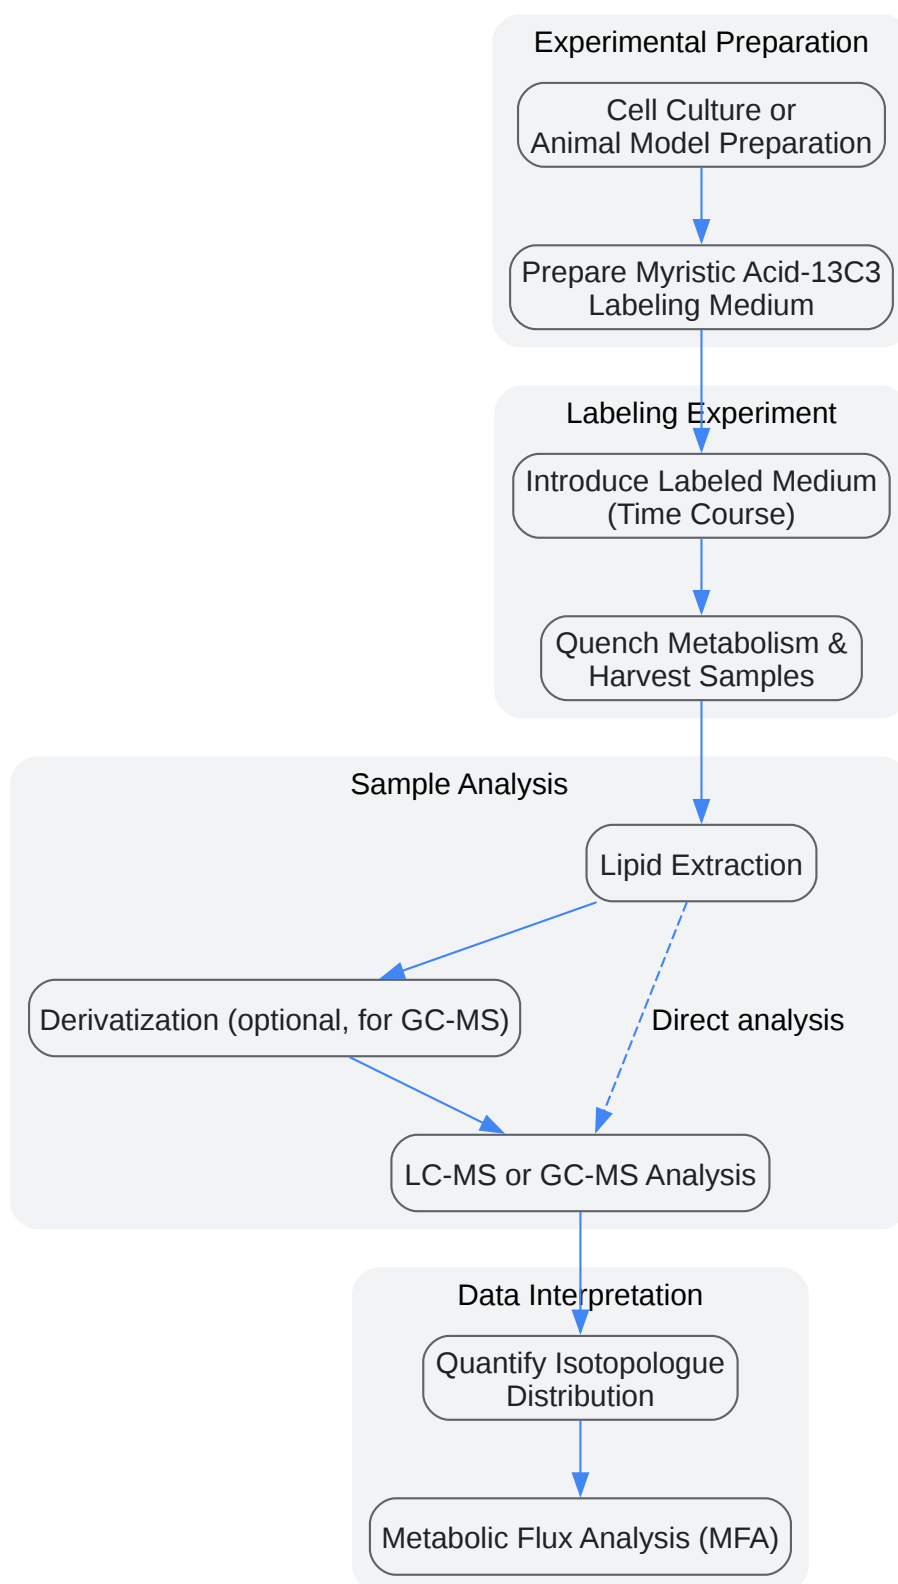 Experimental Preparation
Cell Culture or
Animal Model Preparation
Prepare Myristic Acid-13C3
Labeling Medium
Labeling Experiment
Introduce Labeled Medium
(Time Course)
Quench Metabolism &
Harvest Samples
Sample Analysis
Lipid Extraction
Derivatization (optional, for GC-MS)
Direct analysis
LC-MS or GC-MS Analysis
Data Interpretation
Quantify Isotopologue
Distribution
Metabolic Flux Analysis (MFA)